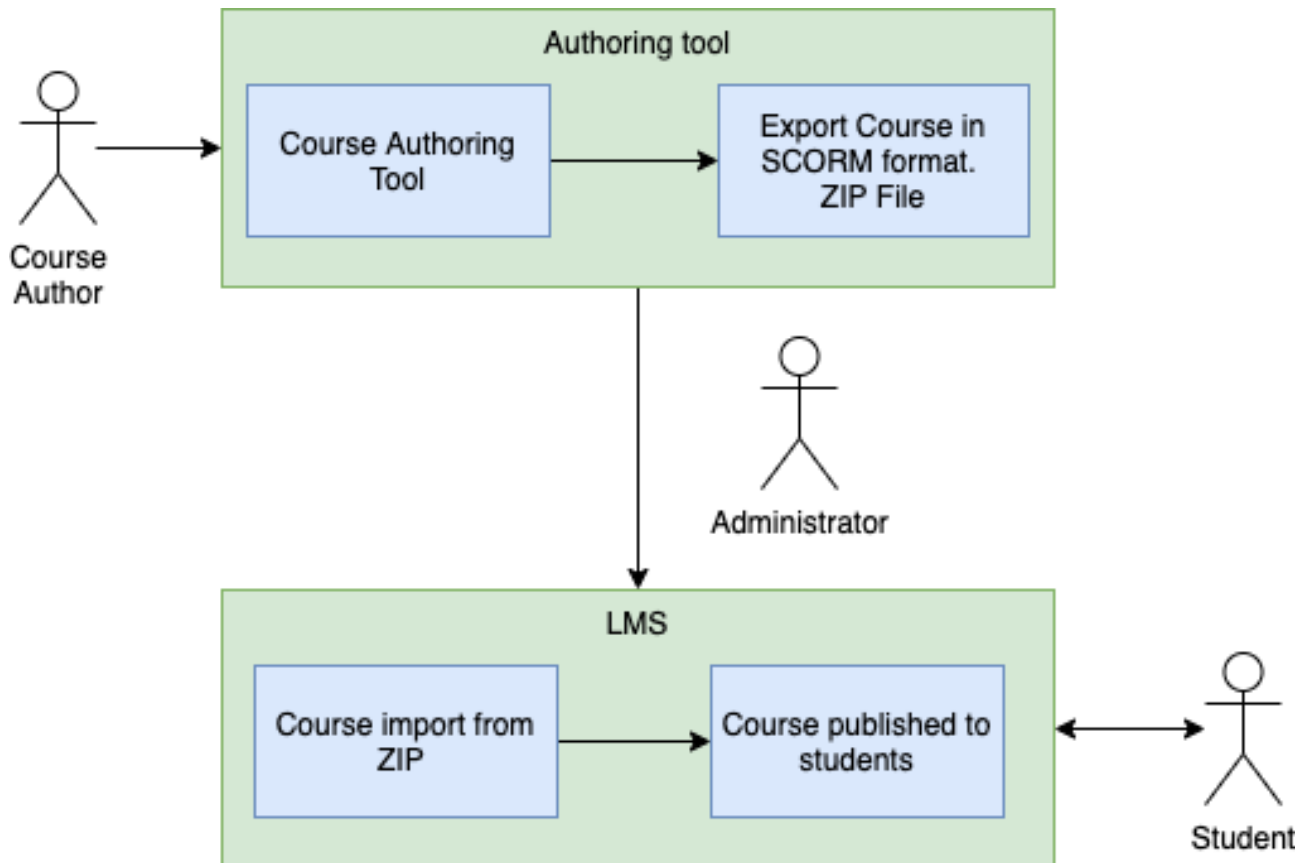 Authoring tool
Course Authoring
Tool
Export Course in
SCORM format.
ZIP File
Course
Author
Administrator
LMS
Course import from
ZIP
Course published to
students
Student